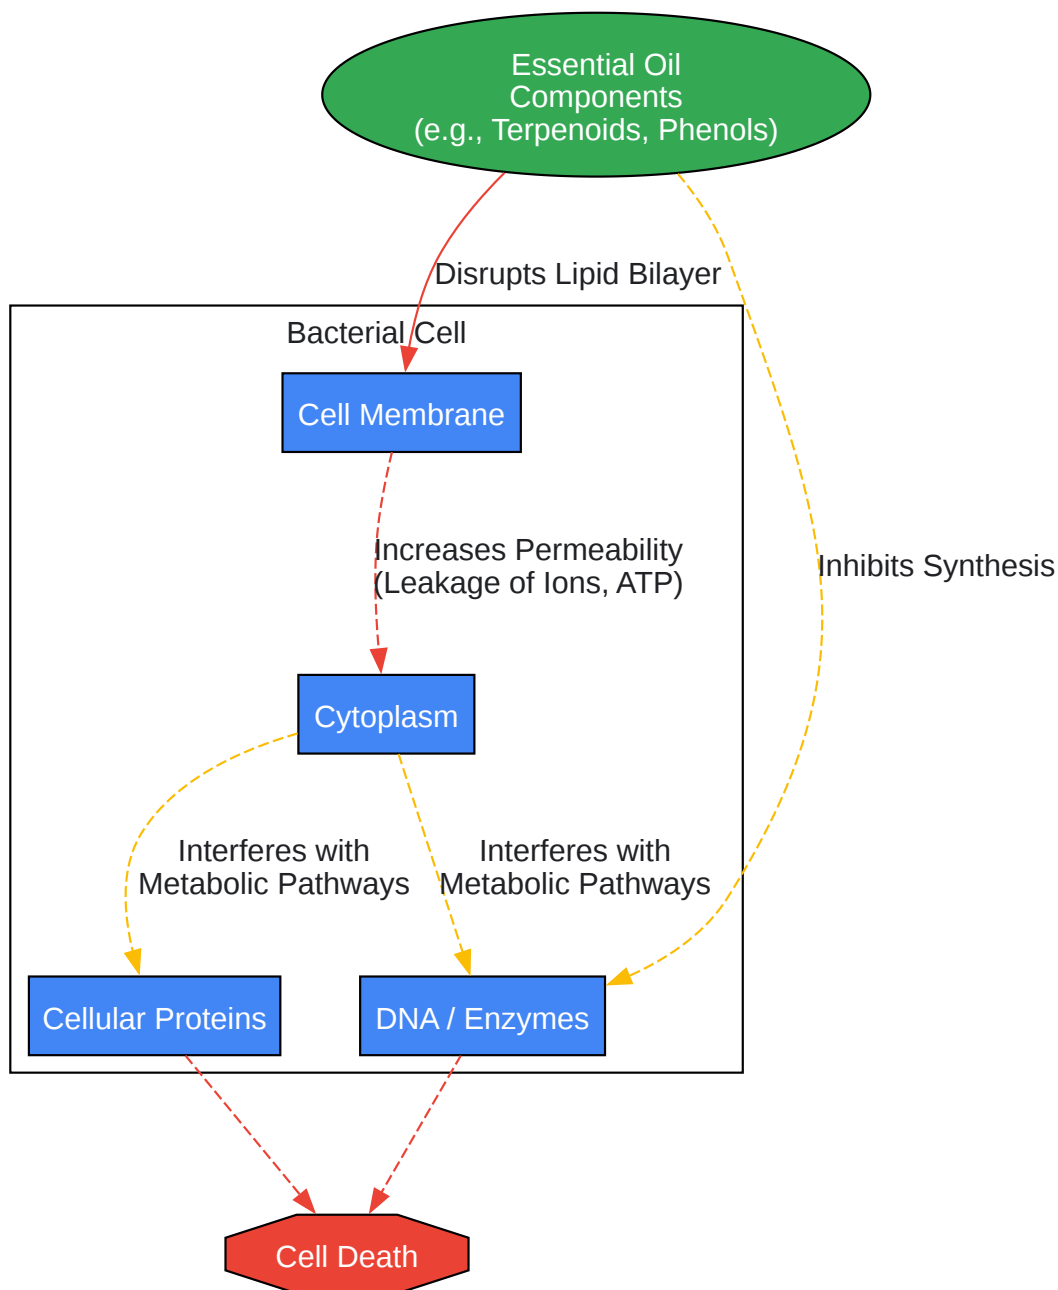 Essential Oil
Components
(e.g., Terpenoids, Phenols)
Disrupts Lipid Bilayer
Bacterial Cell
Cell Membrane
Increases Permeability
(Leakage of Ions, ATP)
Inhibits Synthesis
Cytoplasm
Interferes with
Metabolic Pathways
Interferes with
Metabolic Pathways
Cellular Proteins
DNA / Enzymes
Cell Death